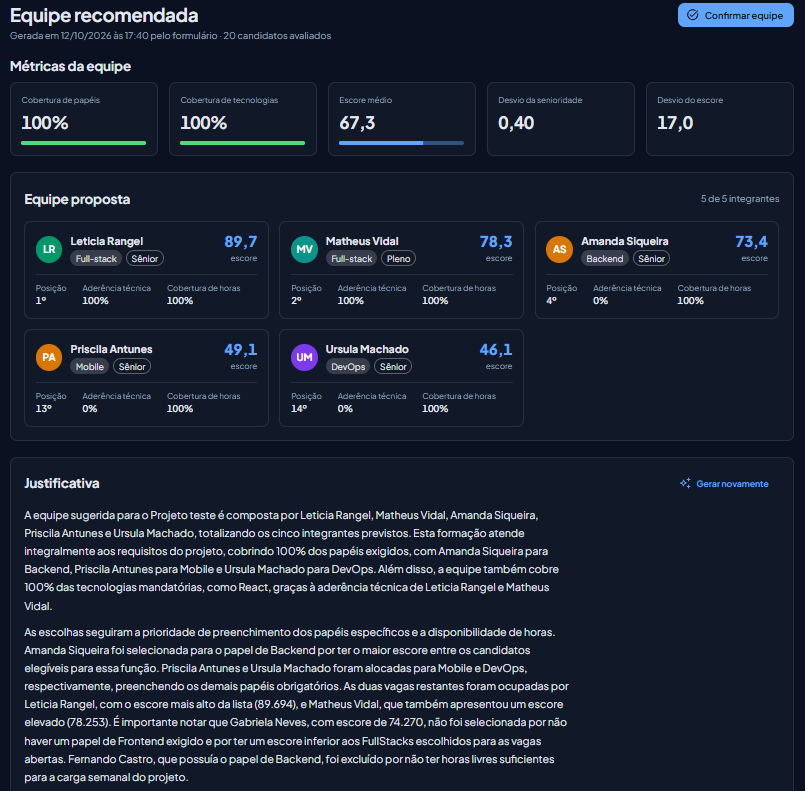 Equipe recomendada
Confirmar equipe
Gerada em 12/10/2026 às 17:40 pelo formulário · 20 candidatos avaliados
Métricas da equipe
Cobertura de papéis
100%
Cobertura de tecnologias
100%
Escore médio
67,3
Desvio da senioridade
0,40
Desvio do escore
17,0
Equipe proposta
5 de 5 integrantes
LR
Leticia Rangel
Full-stack Sênior
89,7
escore
Posição Aderência técnica Cobertura de horas
1º 100% 100%
MV
Matheus Vidal
Full-stack Pleno
78,3
escore
Posição Aderência técnica Cobertura de horas
2º 100% 100%
AS
Amanda Siqueira
Backend Sênior
73,4
escore
Posição Aderência técnica Cobertura de horas
4º 0% 100%
PA
Priscila Antunes
Mobile Sênior
49,1
escore
Posição Aderência técnica Cobertura de horas
13º 0% 100%
UM
Ursula Machado
DevOps Sênior
46,1
escore
Posição Aderência técnica Cobertura de horas
14º 0% 100%
Justificativa
Gerar novamente
A equipe sugerida para o Projeto teste é composta por Leticia Rangel, Matheus Vidal, Amanda Siqueira,
Priscila Antunes e Ursula Machado, totalizando os cinco integrantes previstos. Esta formação atende
integralmente aos requisitos do projeto, cobrindo 100% dos papéis exigidos, com Amanda Siqueira para
Backend, Priscila Antunes para Mobile e Ursula Machado para DevOps. Além disso, a equipe também cobre
100% das tecnologias mandatórias, como React, graças à aderência técnica de Leticia Rangel e Matheus
Vidal.
As escolhas seguiram a prioridade de preenchimento dos papéis específicos e a disponibilidade de horas.
Amanda Siqueira foi selecionada para o papel de Backend por ter o maior escore entre os candidatos
elegíveis para essa função. Priscila Antunes e Ursula Machado foram alocadas para Mobile e DevOps,
respectivamente, preenchendo os demais papéis obrigatórios. As duas vagas restantes foram ocupadas por
Leticia Rangel, com o escore mais alto da lista (89.694), e Matheus Vidal, que também apresentou um escore
elevado (78.253). É importante notar que Gabriela Neves, com escore de 74.270, não foi selecionada por não
haver um papel de Frontend exigido e por ter um escore inferior aos FullStacks escolhidos para as vagas
abertas. Fernando Castro, que possuía o papel de Backend, foi excluído por não ter horas livres suficientes
para a carga semanal do projeto.